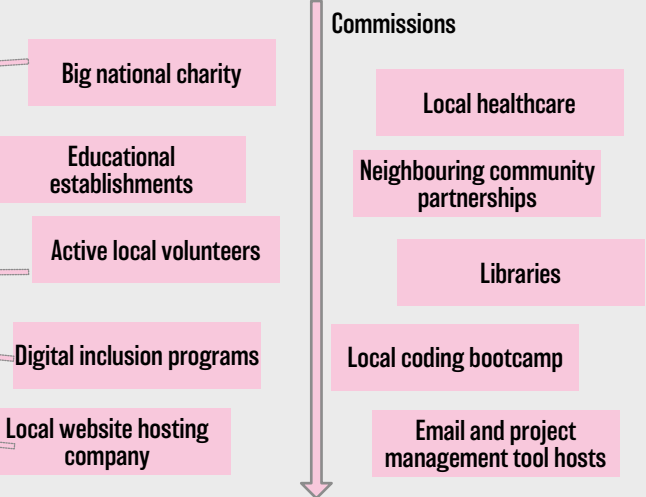 Commissions
Big national charity
Educational
establishments
Active local volunteers
Digital inclusion programs
Local website hosting
company
Local healthcare
Neighbouring community
partnerships
Libraries
Local coding bootcamp
Email and project
management tool hosts